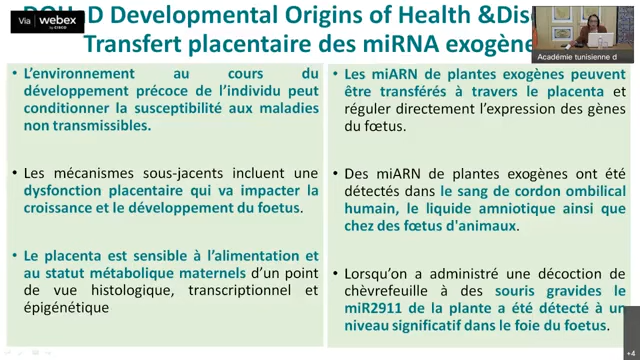 Via webex
by CISCO
Developmental Origins of Health &
Transfert placentaire des miRNA
Académie tunisienne d
• L'environnement au cours du
développement précoce de l'individu peut
conditionner la susceptibilité aux maladies
non transmissibles.
• Les mécanismes sous-jacents incluent une
dysfonction placentaire qui va impacter la
croissance et le développement du foetus.
• Le placenta est sensible à l'alimentation et
au statut métabolique maternels d'un point
de vue histologique, transcriptionnel et
épigénétique
• Les miARN de plantes exogènes peuvent
être transférés à travers le placenta et
réguler directement l'expression des gènes
du fœtus.
• Des miARN de plantes exogènes ont été
détectés dans le sang de cordon ombilical
humain, le liquide amniotique ainsi que
chez des fœtus d'animaux.
• Lorsqu'on a administré une décoction de
chèvrefeuille à des souris gravides le
miR2911 de la plante a été détecté à un
niveau significatif dans le foie du foetus.
+4